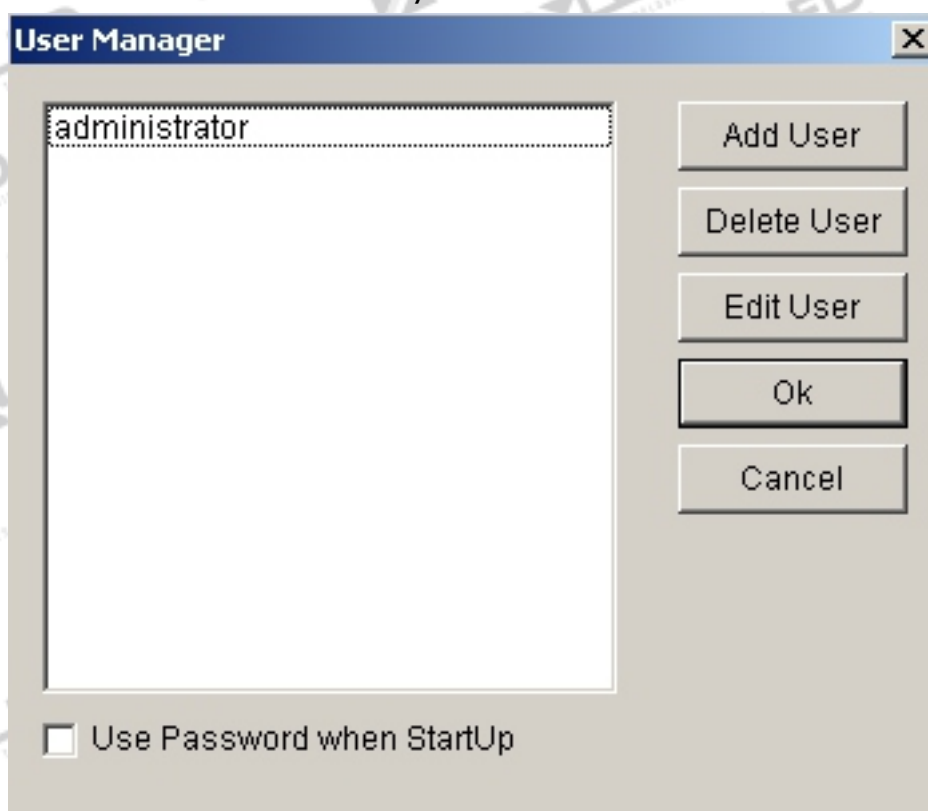 User Manager
administrator
Add User
Delete User
Edit User
Ok
Cancel
Use Password when StartUp